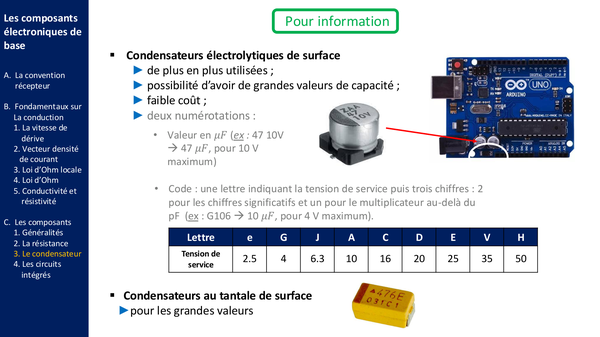 Les composants
électroniques de
base
A. La convention
récepteur
B. Fondamentaux sur
La conduction
1. La vitesse de
dérive
2. Vecteur densité
de courant
3. Loi d'Ohm locale
4. Loi d'Ohm
5. Conductivité et
résistivité
C. Les composants
1. Généralités
2. La résistance
3. Le condensateur
4. Les circuits
intégrés
Pour information
▪ Condensateurs électrolytiques de surface
► de plus en plus utilisées ;
► possibilité d'avoir de grandes valeurs de capacité ;
► faible coût ;
► deux numérotations :
• Valeur en µF (ex : 47 10V
→ 47 µF, pour 10 V
maximum)
• Code : une lettre indiquant la tension de service puis trois chiffres : 2
pour les chiffres significatifs et un pour le multiplicateur au-delà du
pF (ex : G106 → 10 µF, pour 4 V maximum).
Lettre e G J A C D E V H
Tension de service 2.5 4 6.3 10 16 20 25 35 50
▪ Condensateurs au tantale de surface
►pour les grandes valeurs
47
10V
UNO
ARDUINO
476E
031C1